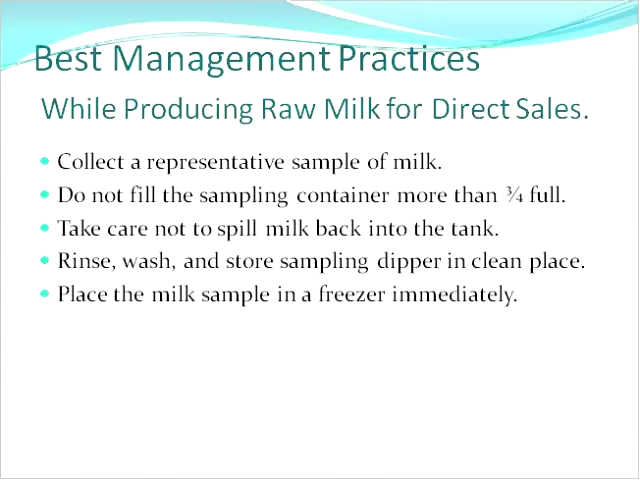 Best Management Practices
While Producing Raw Milk for Direct Sales.
• Collect a representative sample of milk.
• Do not fill the sampling container more than ¾ full.
• Take care not to spill milk back into the tank.
• Rinse, wash, and store sampling dipper in clean place.
• Place the milk sample in a freezer immediately.